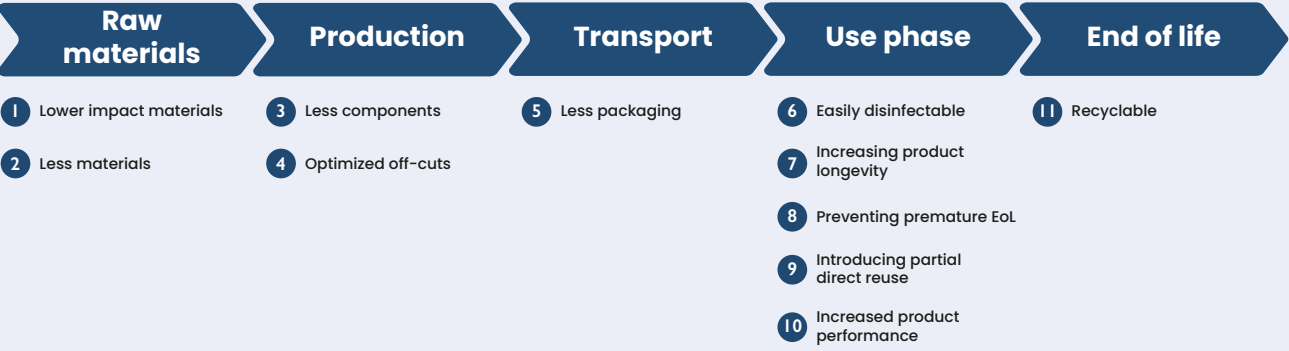 Raw
materials
Production
Transport
Use phase
End of life
1 Lower impact materials
2 Less materials
3 Less components
4 Optimized off-cuts
5 Less packaging
6 Easily disinfectable
7 Increasing product
longevity
8 Preventing premature EoL
9 Introducing partial
direct reuse
10 Increased product
performance
11 Recyclable